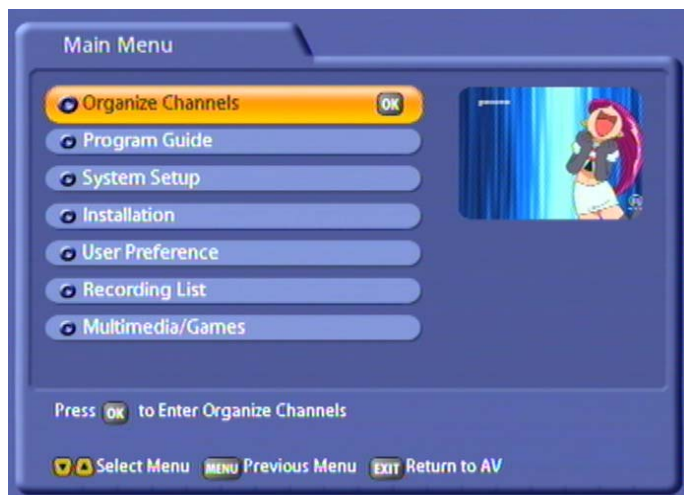 Main Menu
Organize Channels OK
Program Guide
System Setup
Installation
User Preference
Recording List
Multimedia/Games
Press OK to Enter Organize Channels
Select Menu MENU Previous Menu EXIT Return to AV